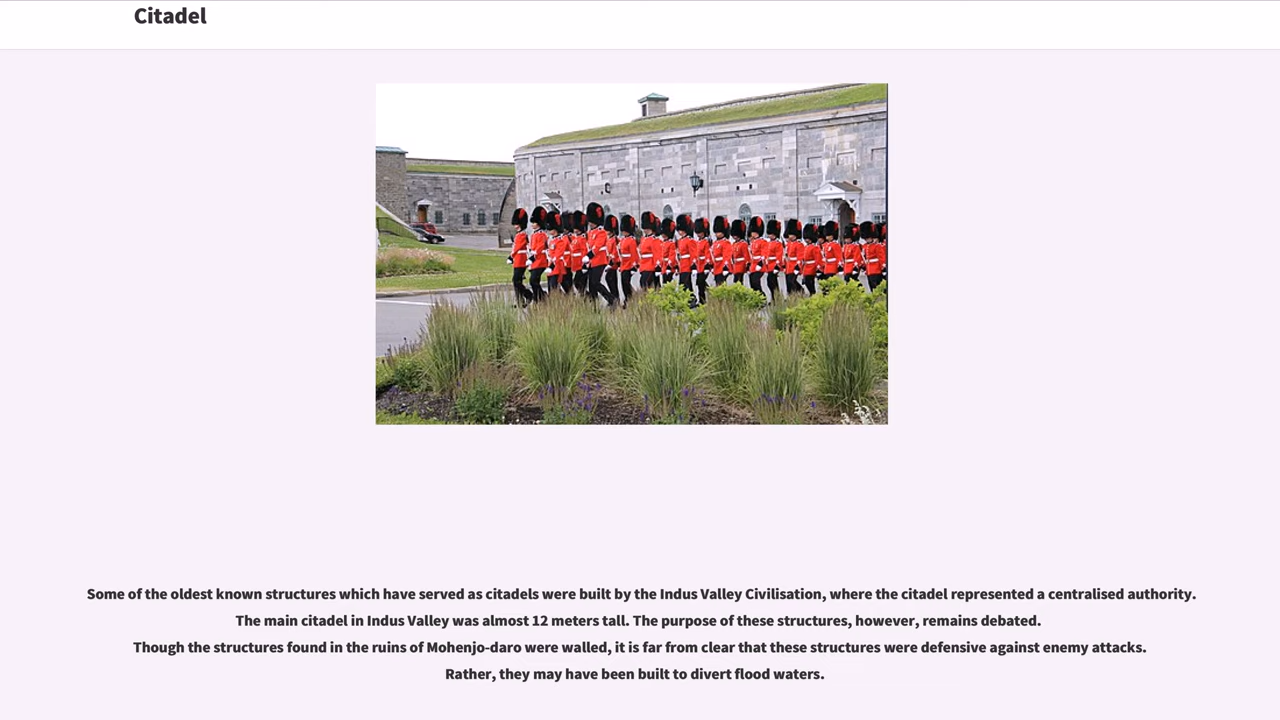 Citadel
Some of the oldest known structures which have served as citadels were built by the Indus Valley Civilisation, where the citadel represented a centralised authority.
The main citadel in Indus Valley was almost 12 meters tall. The purpose of these structures, however, remains debated.
Though the structures found in the ruins of Mohenjo-daro were walled, it is far from clear that these structures were defensive against enemy attacks.
Rather, they may have been built to divert flood waters.